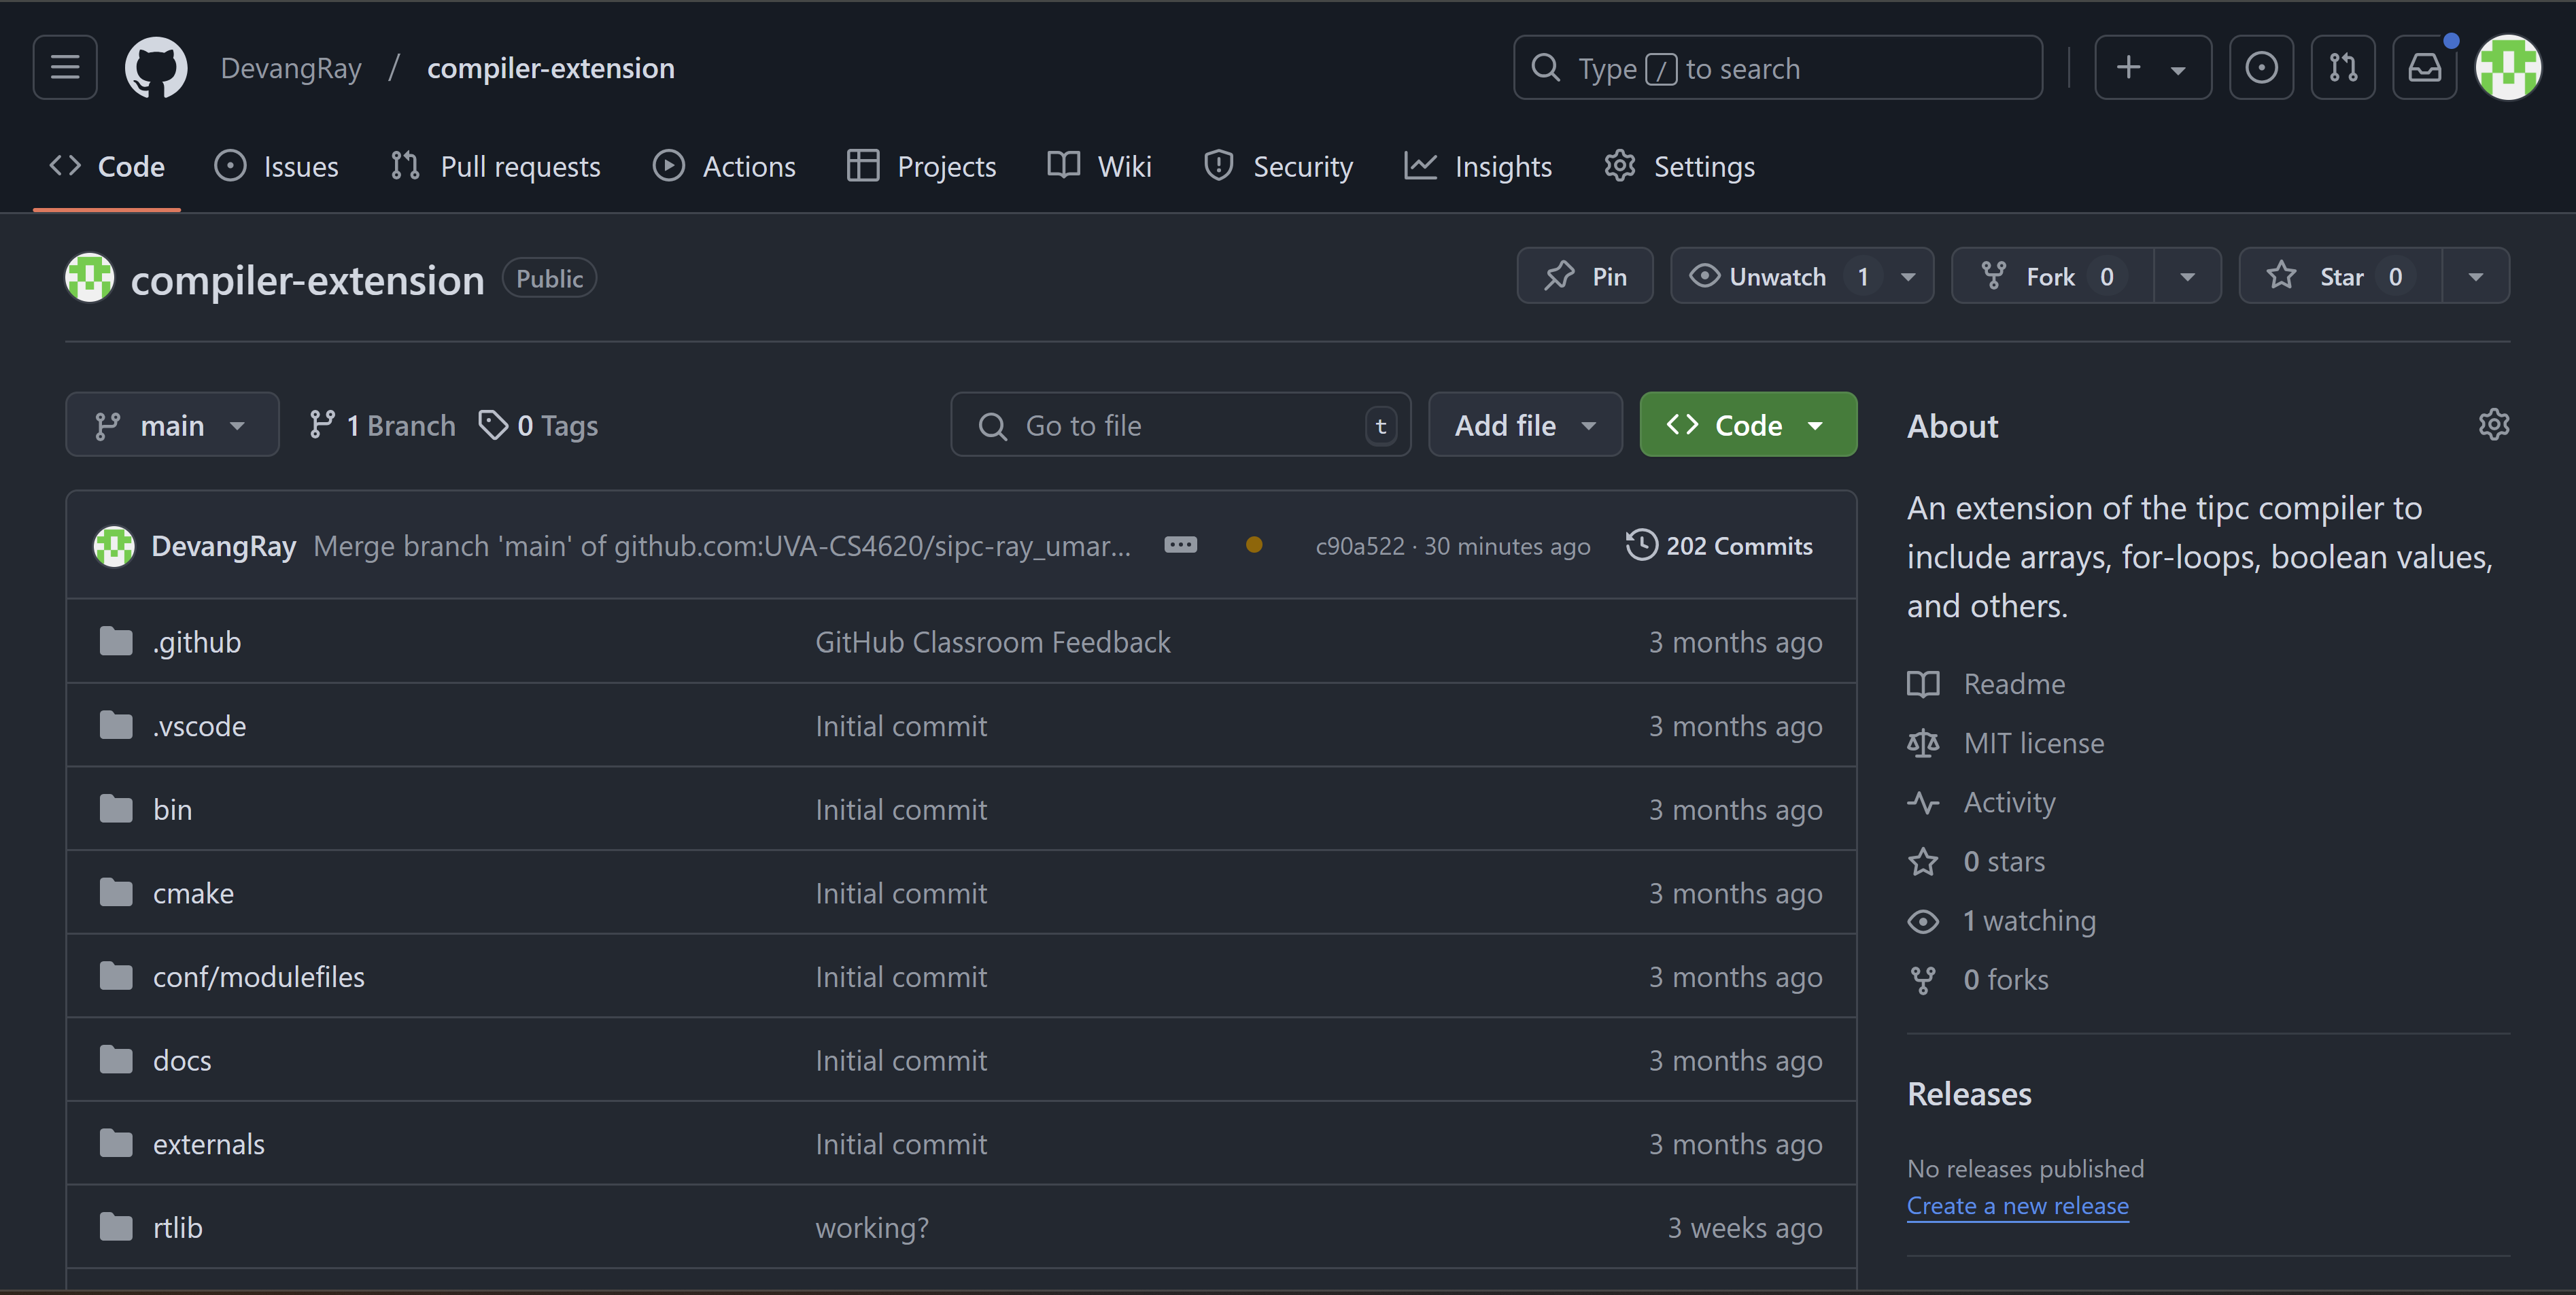 DevangRay / compiler-extension
Type / to search
Code Issues Pull requests Actions Projects Wiki Security Insights Settings
compiler-extension Public
Pin Unwatch 1 Fork 0 Star 0
main 1 Branch 0 Tags
Go to file t Add file Code
DevangRay Merge branch 'main' of github.com:UVA-CS4620/sipc-ray_umar... c90a522 · 30 minutes ago 202 Commits
.github GitHub Classroom Feedback 3 months ago
.vscode Initial commit 3 months ago
bin Initial commit 3 months ago
cmake Initial commit 3 months ago
conf/modulefiles Initial commit 3 months ago
docs Initial commit 3 months ago
externals Initial commit 3 months ago
rtlib working? 3 weeks ago
About
An extension of the tipc compiler to
include arrays, for-loops, boolean values,
and others.
Readme
MIT license
Activity
0 stars
1 watching
0 forks
Releases
No releases published
Create a new release